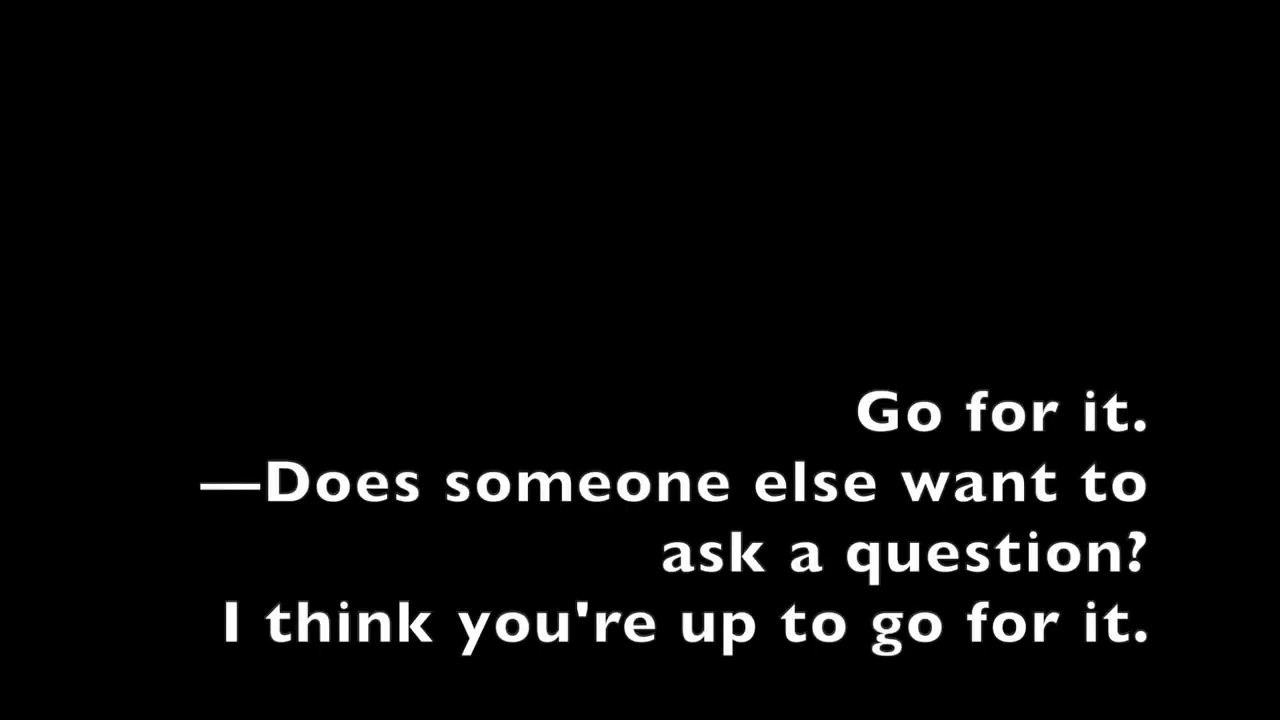 Go for it.
—Does someone else want to
ask a question?
I think you're up to go for it.